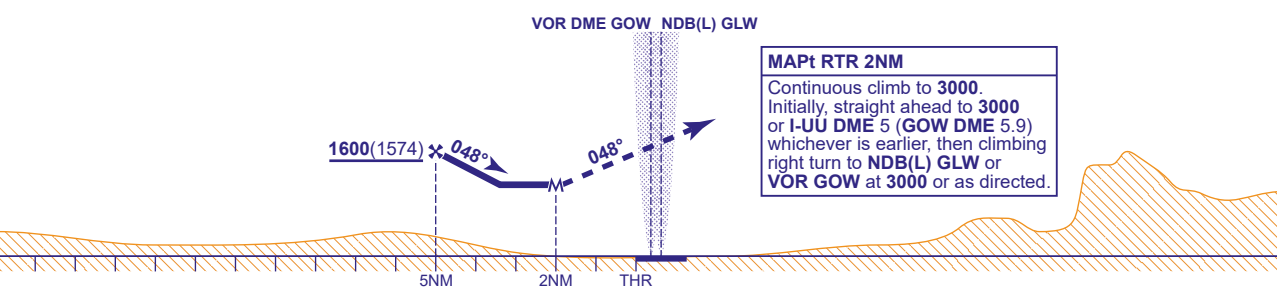 VOR DME GOW NDB(L) GLW
MAPt RTR 2NM
Continuous climb to 3000.
Initially, straight ahead to 3000
or I-UU DME 5 (GOW DME 5.9)
whichever is earlier, then climbing
right turn to NDB(L) GLW or
VOR GOW at 3000 or as directed.
1600(1574)
048°
048°
5NM
2NM
THR